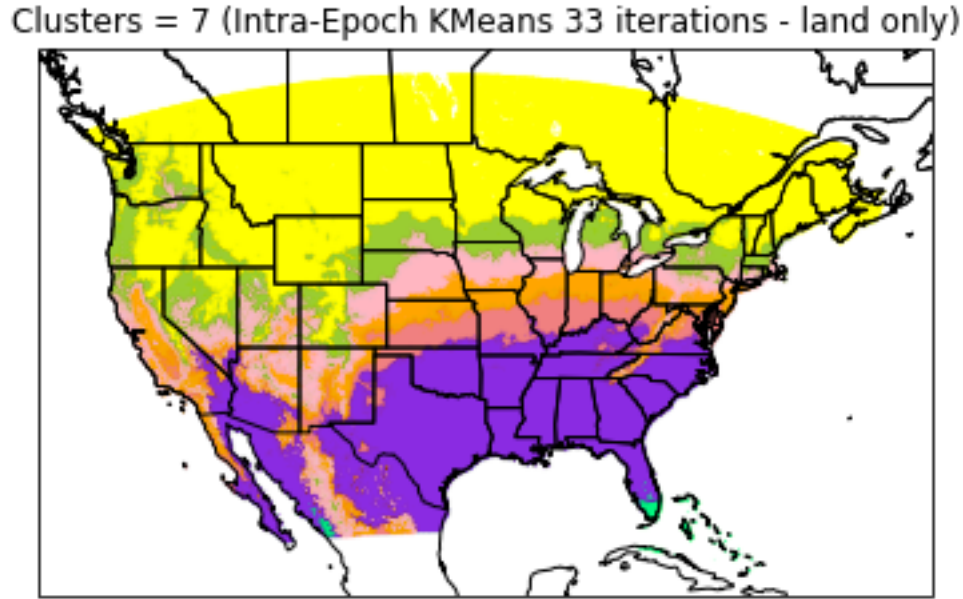 Clusters = 7 (Intra-Epoch KMeans 33 iterations - land only)